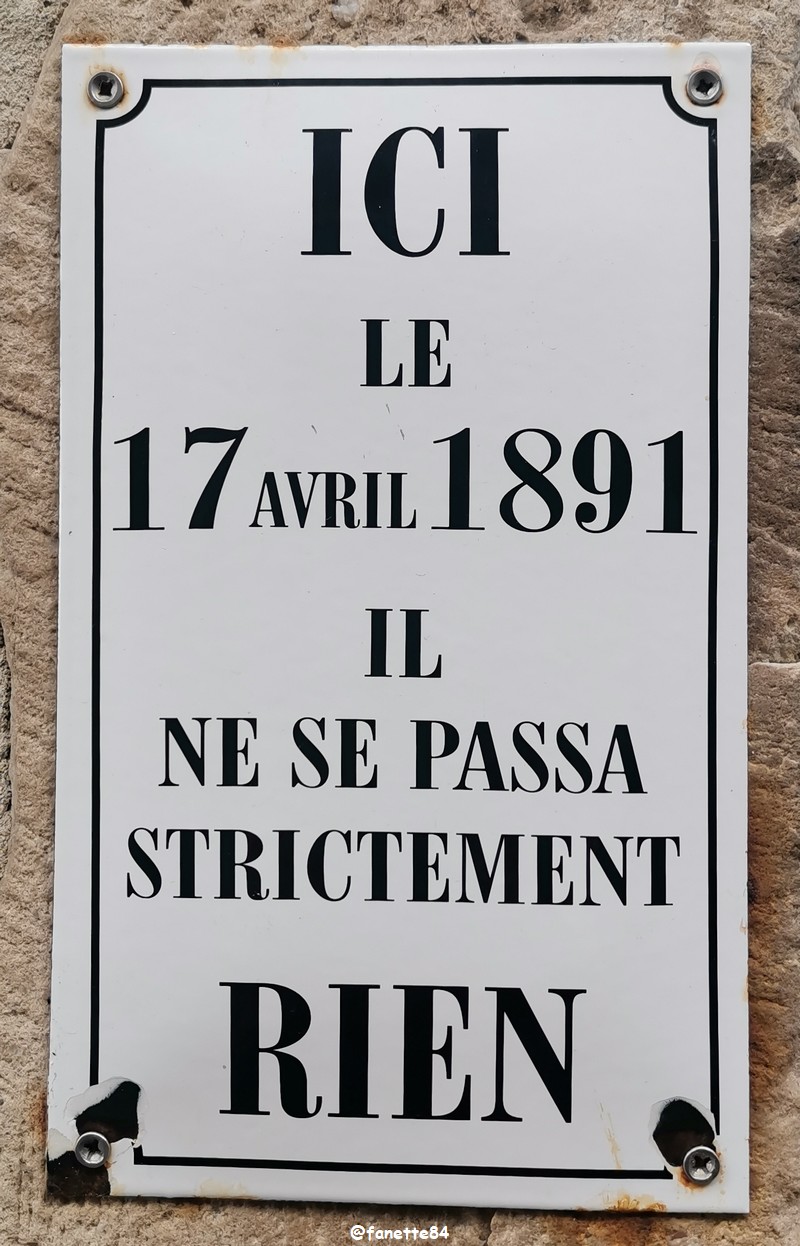 ICI
LE
17 AVRIL 1891
IL
NE SE PASSA
STRICTEMENT
RIEN
@fanette84